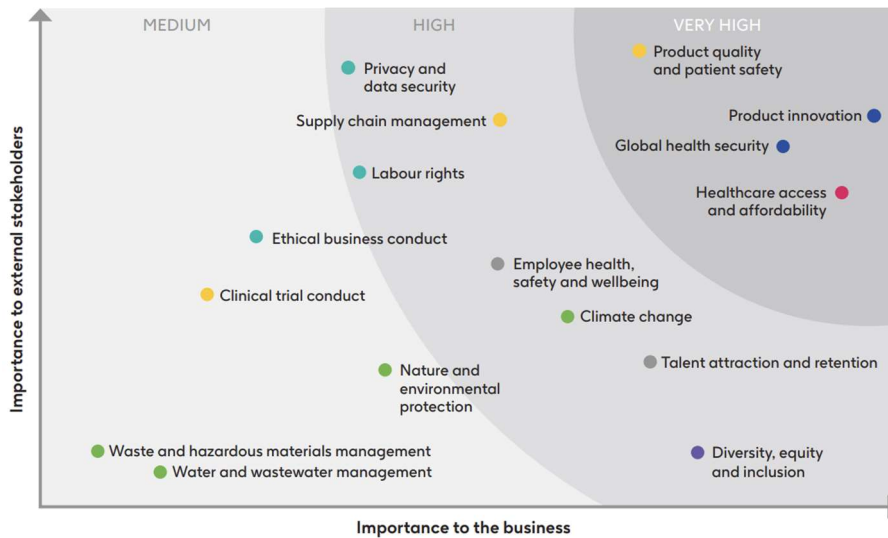 MEDIUM
HIGH
VERY HIGH
Product quality
and patient safety
Privacy and
data security
Product innovation
Supply chain management
Global health security
Labour rights
Healthcare access
and affordability
Ethical business conduct
Employee health,
safety and wellbeing
Clinical trial conduct
Climate change
Talent attraction and retention
Nature and
environmental
protection
Waste and hazardous materials management
Diversity, equity
and inclusion
Water and wastewater management
Importance to external stakeholders
Importance to the business